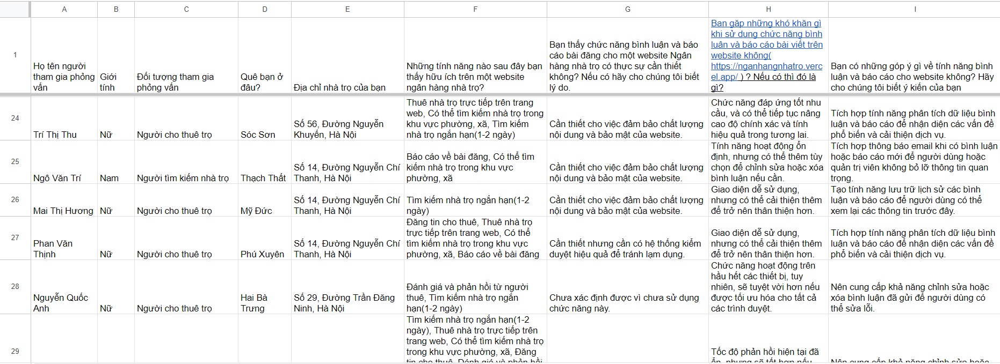 A B C D E F G H I
1
Họ tên người
tham gia phỏng
vấn
Giới
tính
Đối tượng tham gia
phỏng vấn
Quê bạn ở
đâu?
Địa chỉ nhà trọ của bạn
Những tính năng nào sau đây bạn
thấy hữu ích trên một website
ngân hàng nhà trọ?
Bạn thấy chức năng bình luận và báo
cáo bài đăng cho một website Ngân
hàng nhà trọ có thực sự cần thiết
không? Nếu có hãy cho chúng tôi biết
lý do.
Bạn gặp những khó khăn gì
khi sử dụng chức năng bình
luận và báo cáo bài viết trên
website không(
https://nganhangnhatro.verc
el.app/ ) ? Nếu có thì đó là
gì?
Bạn có những góp ý gì về tính năng bình
luận và báo cáo cho website không? Hãy
cho chúng tôi biết ý kiến của bạn
24
Trí Thị Thu
Nữ
Người cho thuê trọ
Sóc Sơn
Số 56, Đường Nguyễn
Khuyến, Hà Nội
Thuê nhà trọ trực tiếp trên trang
web, Có thể tìm kiếm nhà trọ trong
khu vực phường, xã, Tìm kiếm
nhà trọ ngắn hạn(1-2 ngày)
Cần thiết cho việc đảm bảo chất lượng
nội dung và bảo mật của website.
Chức năng đáp ứng tốt nhu
cầu, và có thể tiếp tục nâng
cao độ chính xác và tính
hiệu quả trong tương lai.
Tích hợp tính năng phân tích dữ liệu bình
luận và báo cáo để nhận diện các vấn đề
phổ biến và cải thiện dịch vụ.
25
Ngô Văn Trí
Nam
Người tìm kiếm nhà trọ
Thạch Thất
Số 14, Đường Nguyễn Chí
Thanh, Hà Nội
Báo cáo về bài đăng, Có thể tìm
kiếm nhà trọ trong khu vực
phường, xã
Cần thiết cho việc đảm bảo chất lượng
nội dung và bảo mật của website.
Tính năng hoạt động ổn
định, nhưng có thể thêm tùy
chọn để chỉnh sửa hoặc xóa
bình luận nếu cần.
Tích hợp thông báo email khi có bình luận
hoặc báo cáo mới để người dùng hoặc
quản trị viên không bỏ lỡ thông tin quan
trọng.
26
Mai Thị Hương
Nữ
Người cho thuê trọ
Mỹ Đức
Số 14, Đường Nguyễn Chí
Thanh, Hà Nội
Tìm kiếm nhà trọ ngắn hạn(1-2
ngày)
Cần thiết cho việc đảm bảo chất lượng
nội dung và bảo mật của website.
Giao diện dễ sử dụng,
nhưng có thể cải thiện thêm
để trở nên thân thiện hơn.
Tạo tính năng lưu trữ lịch sử các bình
luận và báo cáo để người dùng có thể
xem lại các thông tin trước đây.
27
Phan Văn
Thịnh
Nữ
Người cho thuê trọ
Phú Xuyên
Số 14, Đường Nguyễn Chí
Thanh, Hà Nội
Đăng tin cho thuê, Thuê nhà trọ
trực tiếp trên trang web, Có thể
tìm kiếm nhà trọ trong khu vực
phường, xã, Báo cáo về bài đăng
Cần thiết nhưng cần có hệ thống kiểm
duyệt hiệu quả để tránh lạm dụng.
Giao diện dễ sử dụng,
nhưng có thể cải thiện thêm
để trở nên thân thiện hơn.
Tích hợp tính năng phân tích dữ liệu bình
luận và báo cáo để nhận diện các vấn đề
phổ biến và cải thiện dịch vụ.
28
Nguyễn Quốc
Anh
Nữ
Người cho thuê trọ
Hai Bà
Trưng
Số 29, Đường Trần Đăng
Ninh, Hà Nội
Đánh giá và phản hồi từ người
thuê, Tìm kiếm nhà trọ ngắn
hạn(1-2 ngày)
Chưa xác định được vì chưa sử dụng
chức năng này.
Chức năng hoạt động trên
hầu hết các thiết bị, tuy
nhiên, sẽ tuyệt vời hơn nếu
được tối ưu hóa cho tất cả
các trình duyệt.
Nên cung cấp khả năng chỉnh sửa hoặc
xóa bình luận đã gửi để người dùng có
thể sửa lỗi.
29
Tìm kiếm nhà trọ ngắn hạn(1-2
ngày), Thuê nhà trọ trực tiếp trên
trang web, Có thể tìm kiếm nhà trọ
trong khu vực phường, xã, Đăng
tin cho thuê, Đánh giá và phản hồi
Tốc độ phản hồi hiện tại đã
ổn, nhưng sẽ tốt hơn nếu
Nên cung cấp khả năng chỉnh sửa hoặc